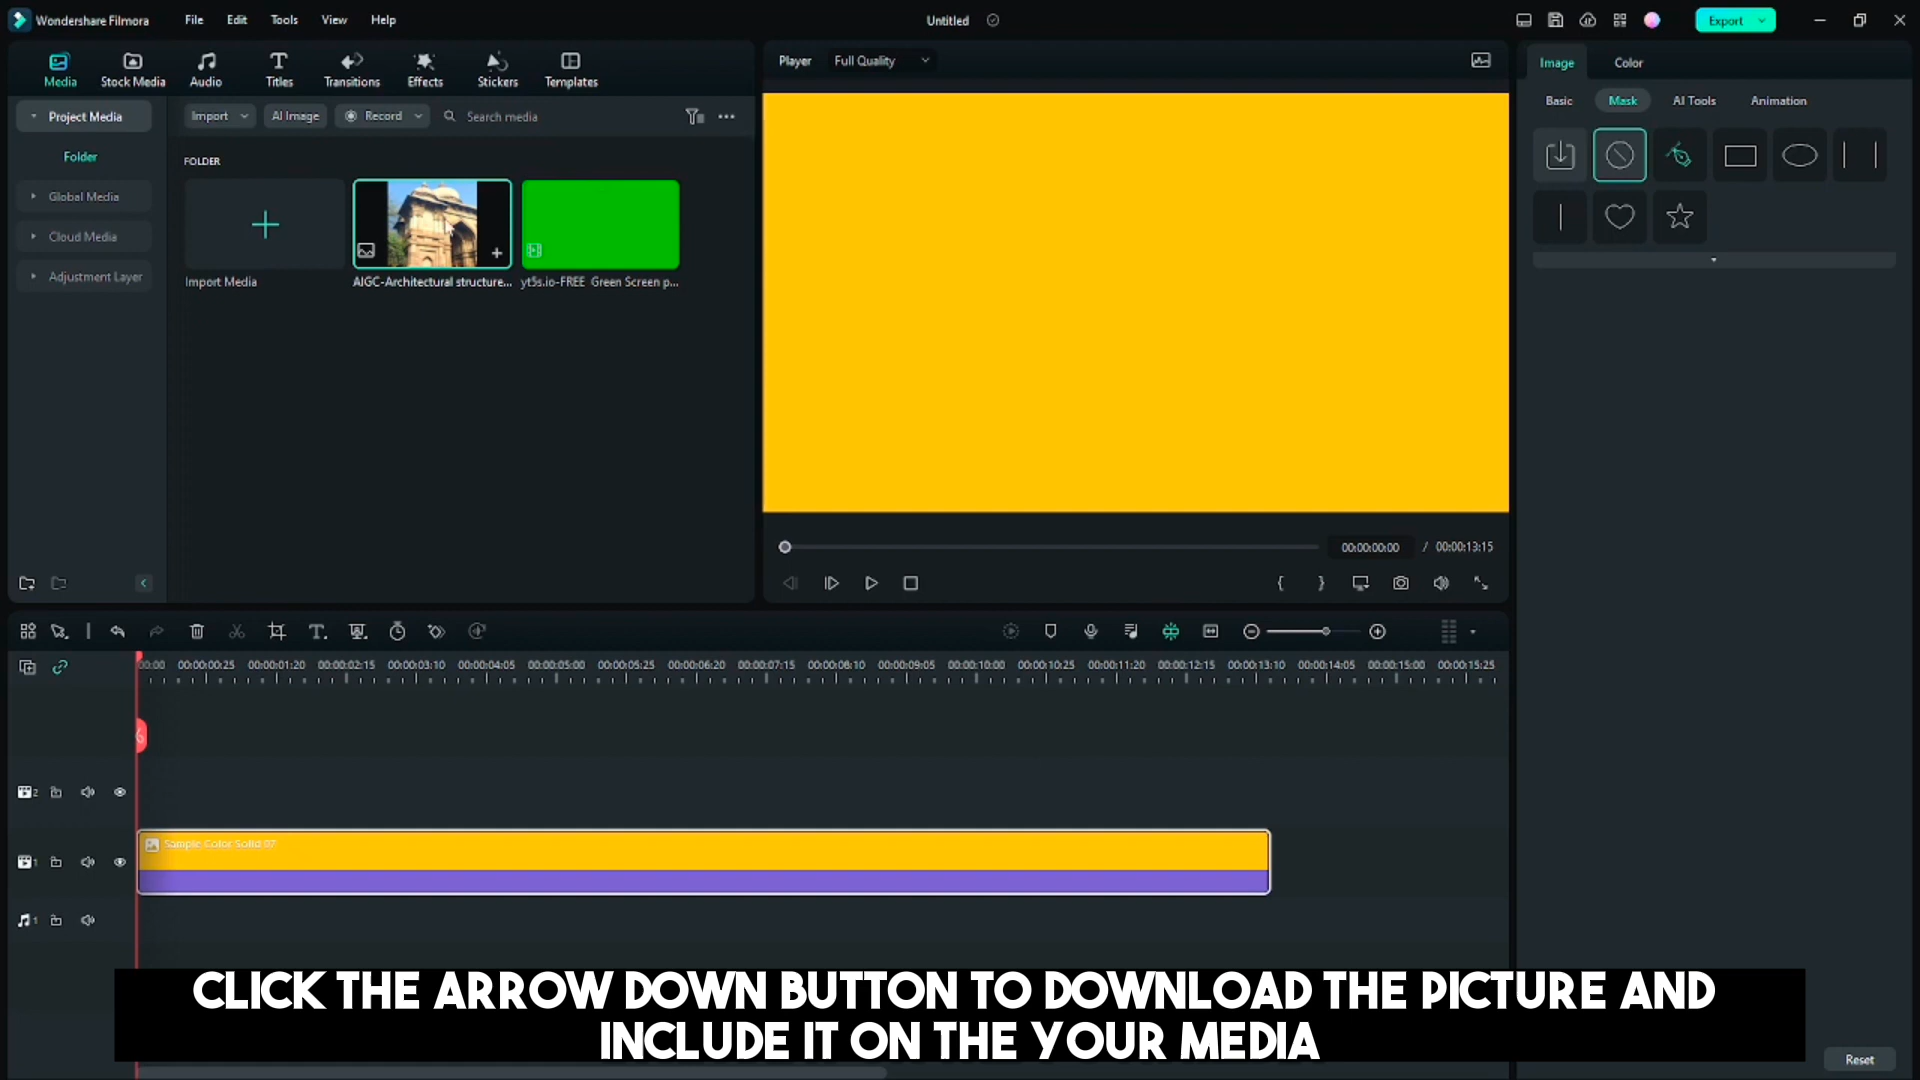 Wondershare Filmora File Edit Tools View Help Untitled Export
Media Stock Media Audio Titles Transitions Effects Stickers Templates
Player Full Quality
Image Color
Basic Mask AI Tools Animation
Project Media
Folder
Global Media
Cloud Media
Adjustment Layer
Import AI Image Record Search media
FOLDER
Import Media AIGC-Architectural structure... yt5s.io-FREE Green Screen p...
00:00:00:00 / 00:00:13:15
00:00 00:00:00:25 00:00:01:20 00:00:02:15 00:00:03:10 00:00:04:05 00:00:05:00 00:00:05:25 00:00:06:20 00:00:07:15 00:00:08:10 00:00:09:05 00:00:10:00 00:00:10:25 00:00:11:20 00:00:12:15 00:00:13:10 00:00:14:05 00:00:15:00 00:00:15:25
2
Sample Color Solid 07
1
1
CLICK THE ARROW DOWN BUTTON TO DOWNLOAD THE PICTURE AND
INCLUDE IT ON THE YOUR MEDIA
Reset